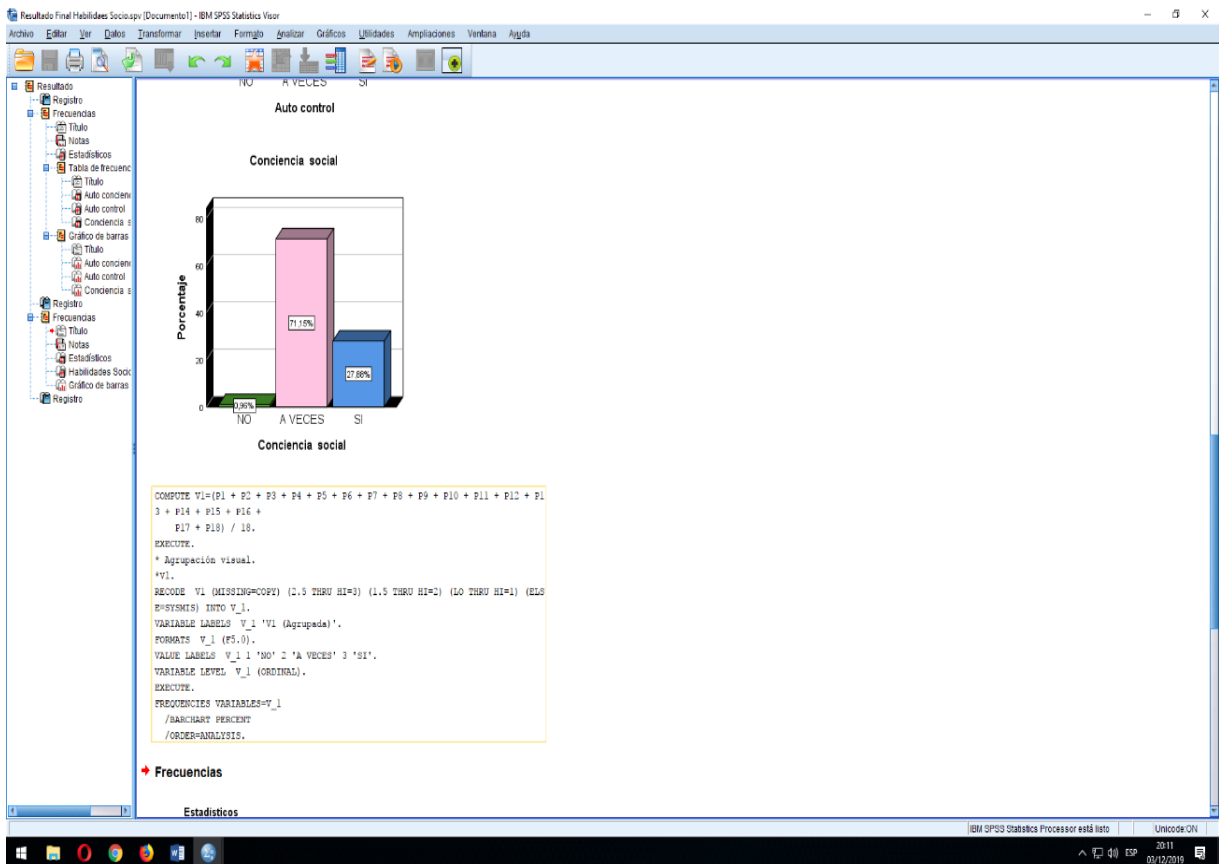 Resultado Final Habilidaes Socio.spv [Documento1] - IBM SPSS Statistics Visor
Archivo Editar Ver Datos Transformar Insertar Formato Analizar Gráficos Utilidades Ampliaciones Ventana Ayuda
Resultado
Registro
Frecuencias
Título
Notas
Estadísticos
Tabla de frecuenc
Título
Auto concien
Auto control
Conciencia s
Gráfico de barras
Título
Auto concien
Auto control
Conciencia s
Registro
Frecuencias
Título
Notas
Estadísticos
Habilidades Socio
Gráfico de barras
Registro
NO A VECES SI
Auto control
Conciencia social
Porcentaje
80
60
40
20
0
71,15%
27,88%
0,96%
NO A VECES SI
Conciencia social
COMPUTE V1=(P1 + P2 + P3 + P4 + P5 + P6 + P7 + P8 + P9 + P10 + P11 + P12 + P1
3 + P14 + P15 + P16 +
P17 + P18) / 18.
EXECUTE.
* Agrupación visual.
*V1.
RECODE V1 (MISSING=COPY) (2.5 THRU HI=3) (1.5 THRU HI=2) (LO THRU HI=1) (ELS
E=SYSMIS) INTO V_1.
VARIABLE LABELS V_1 'V1 (Agrupada)'.
FORMATS V_1 (F5.0).
VALUE LABELS V_1 1 'NO' 2 'A VECES' 3 'SI'.
VARIABLE LEVEL V_1 (ORDINAL).
EXECUTE.
FREQUENCIES VARIABLES=V_1
/BARCHART PERCENT
/ORDER=ANALYSIS.
Frecuencias
Estadísticos
IBM SPSS Statistics Processor está listo Unicode:ON
ESP
20:11
03/12/2019